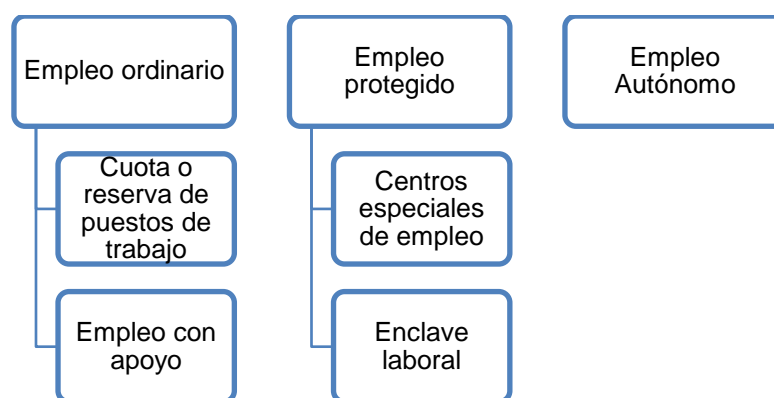 Empleo ordinario
Cuota o
reserva de
puestos de
trabajo
Empleo con
apoyo
Empleo
protegido
Centros
especiales
de empleo
Enclave
laboral
Empleo
Autónomo